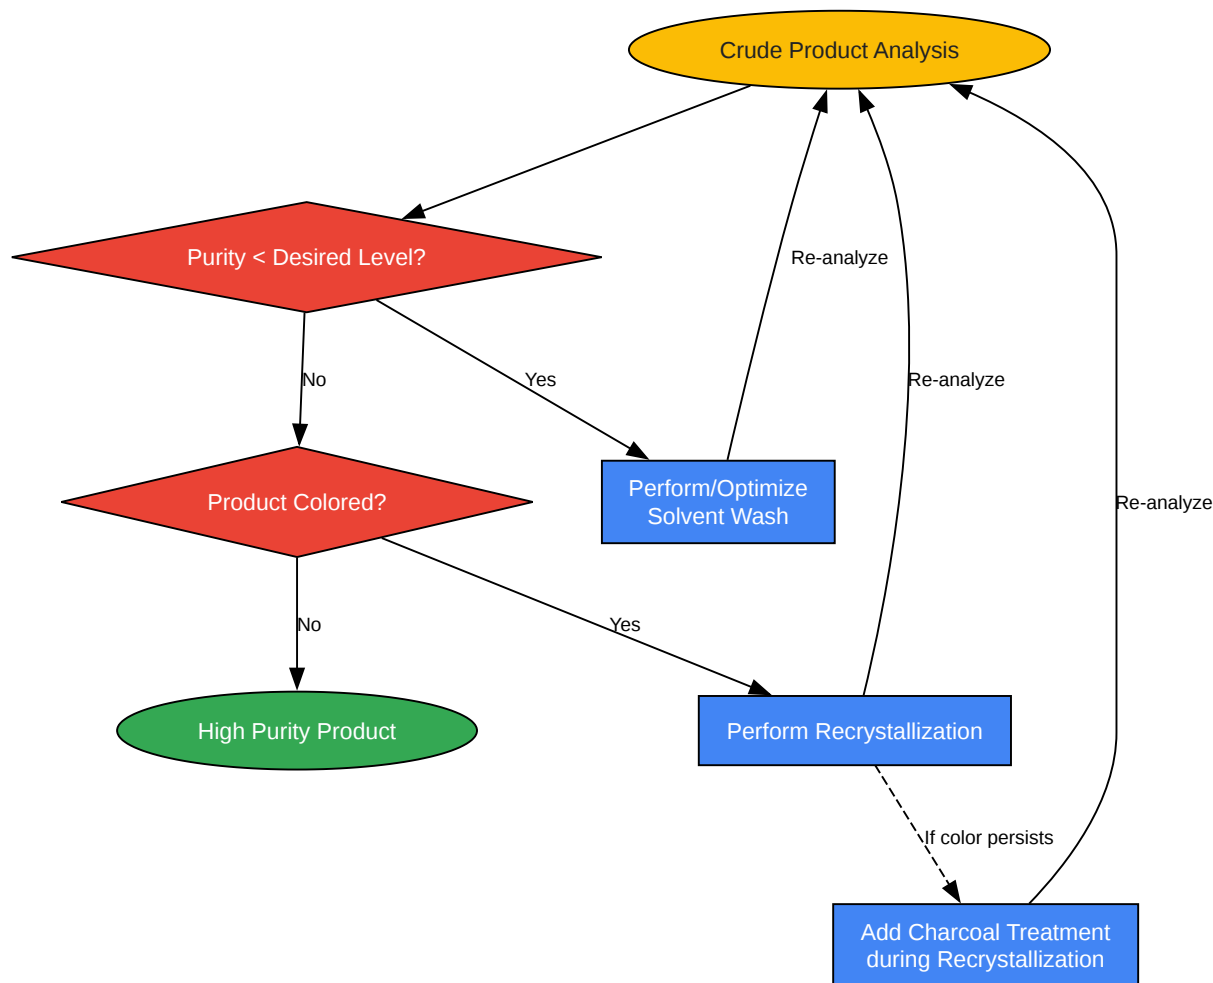 Crude Product Analysis
Purity < Desired Level?
Re-analyze
No
Yes
Re-analyze
Perform/Optimize
Solvent Wash
Product Colored?
Re-analyze
No
Yes
High Purity Product
Perform Recrystallization
If color persists
Add Charcoal Treatment
during Recrystallization